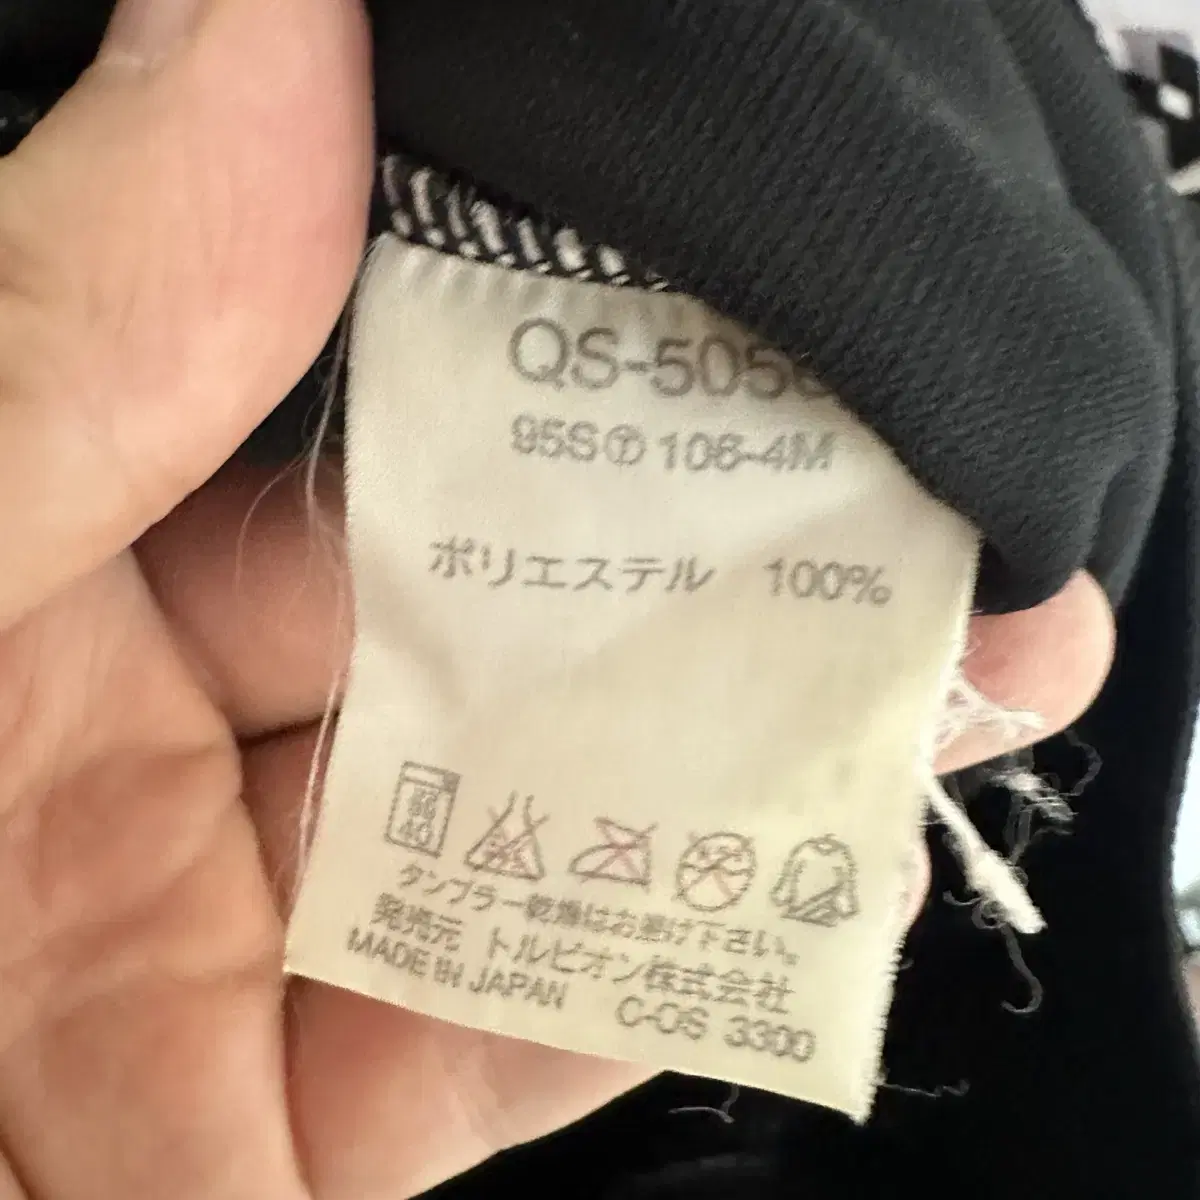 QS-505
95SⓉ106-4M
ポリエステル 100%
40
タンブラー乾燥はお避け下さい。
発売元 トルビオン株式会社
MADE IN JAPAN C-OS 3300